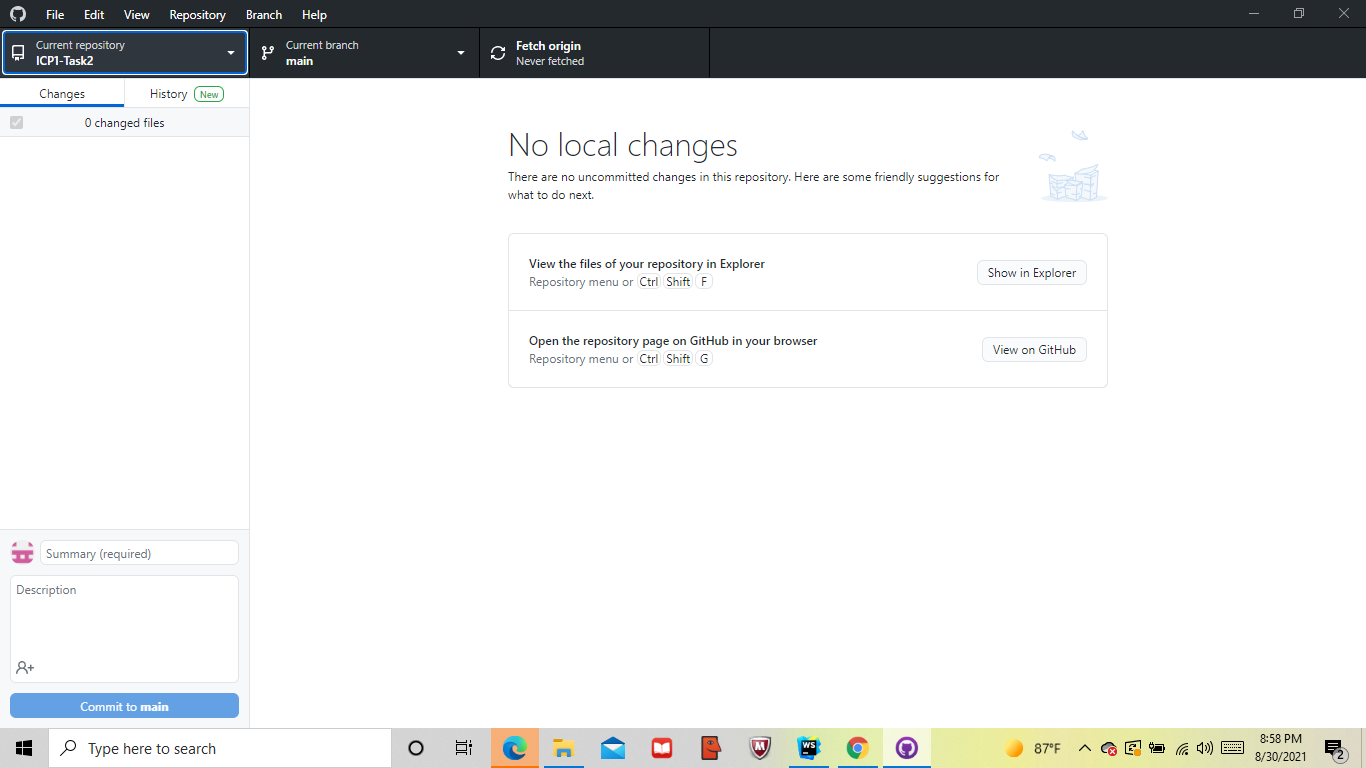 File Edit View Repository Branch Help
Current repository
ICP1-Task2
Current branch
main
Fetch origin
Never fetched
Changes
History New
0 changed files
No local changes
There are no uncommitted changes in this repository. Here are some friendly suggestions for
what to do next.
View the files of your repository in Explorer
Repository menu or Ctrl Shift F
Show in Explorer
Open the repository page on GitHub in your browser
Repository menu or Ctrl Shift G
View on GitHub
Summary (required)
Description
Commit to main
Type here to search
WS
87°F
8:58 PM
8/30/2021
2